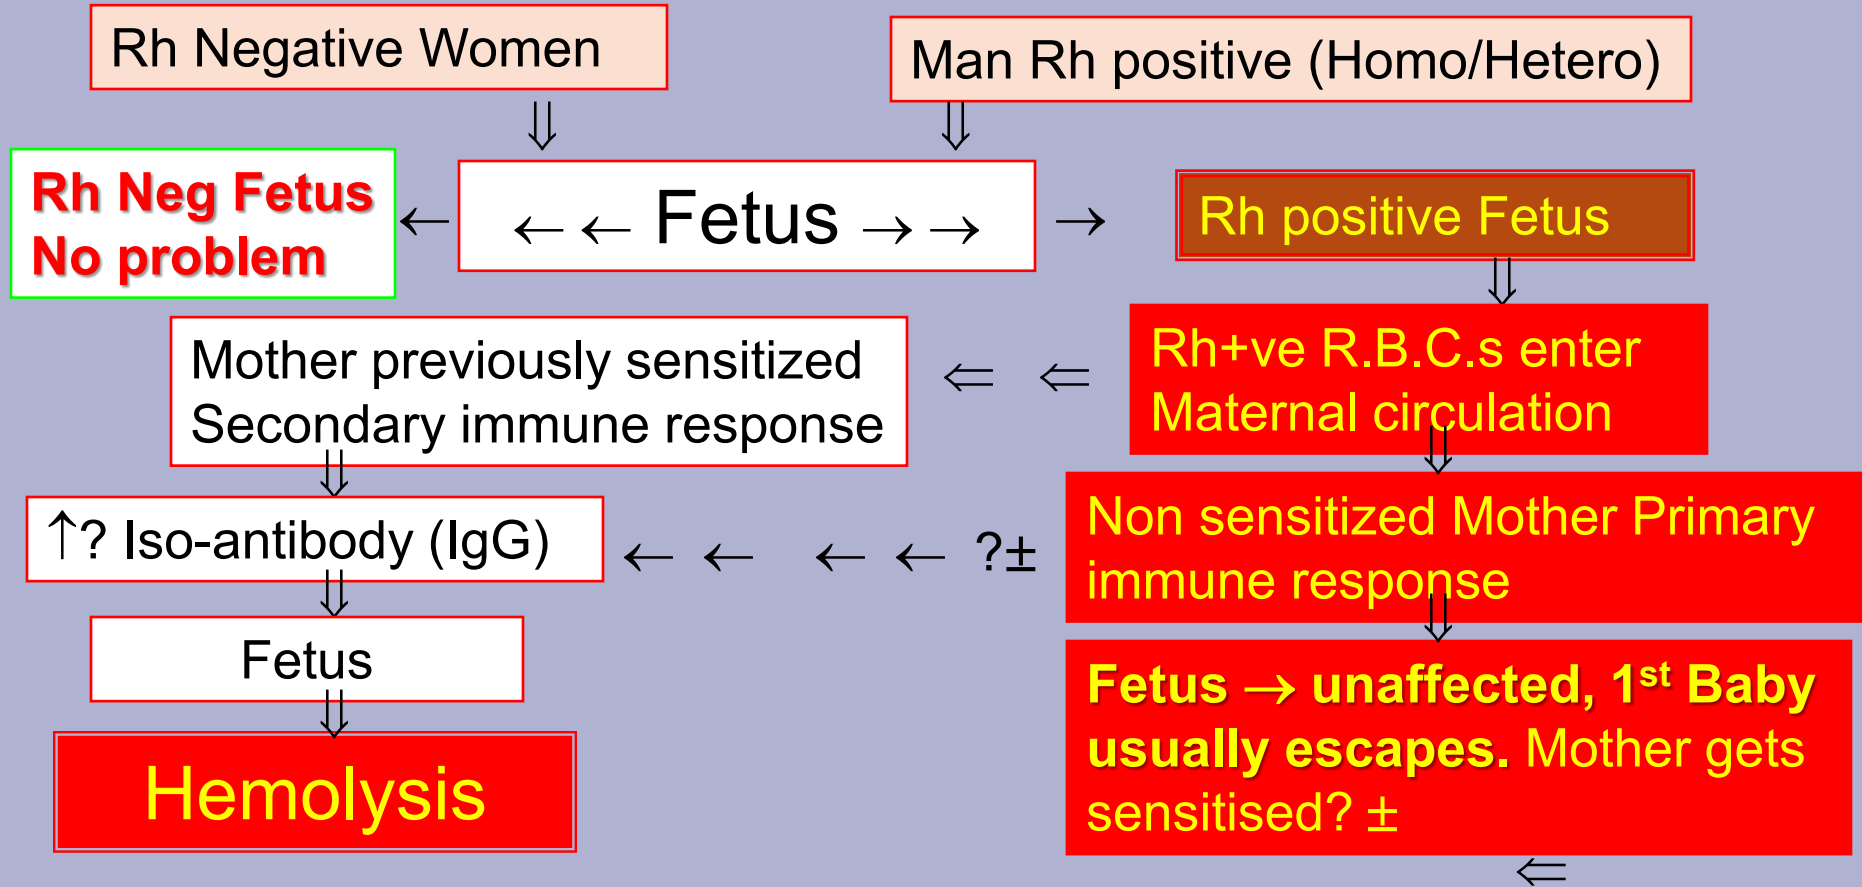 Rh Negative Women
Man Rh positive (Homo/Hetero)
⇓
⇓
Rh Neg Fetus
No problem
←
← ← Fetus → →
→
Rh positive Fetus
⇓
Mother previously sensitized
Secondary immune response
⇐ ⇐
Rh+ve R.B.C.s enter
Maternal circulation
⇓
⇓
↑? Iso-antibody (IgG)
← ← ← ← ?±
Non sensitized Mother Primary
immune response
⇓
⇓
Fetus
⇓
Hemolysis
Fetus → unaffected, 1st Baby
usually escapes. Mother gets
sensitised? ±
⇐